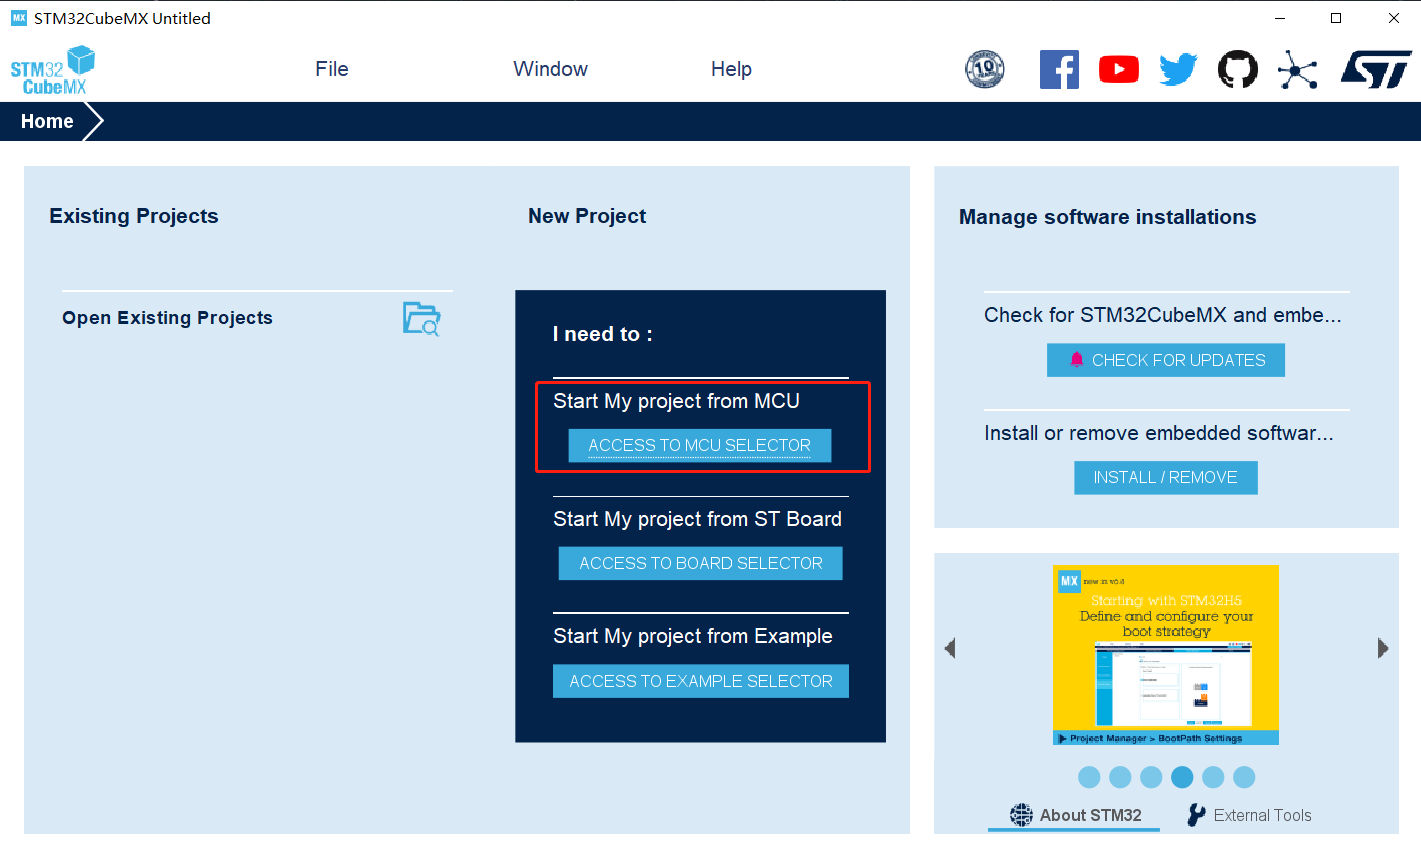 MX STM32CubeMX Untitled
STM32
CubeMX
File Window Help
10
ST
Home
Existing Projects
Open Existing Projects
New Project
I need to :
Start My project from MCU
ACCESS TO MCU SELECTOR
Start My project from ST Board
ACCESS TO BOARD SELECTOR
Start My project from Example
ACCESS TO EXAMPLE SELECTOR
Manage software installations
Check for STM32CubeMX and embe...
CHECK FOR UPDATES
Install or remove embedded softwar...
INSTALL / REMOVE
MX new in v6.8
Starting with STM32H5
Define and configure your
boot strategy
Project Manager > BootPath Settings
About STM32
External Tools